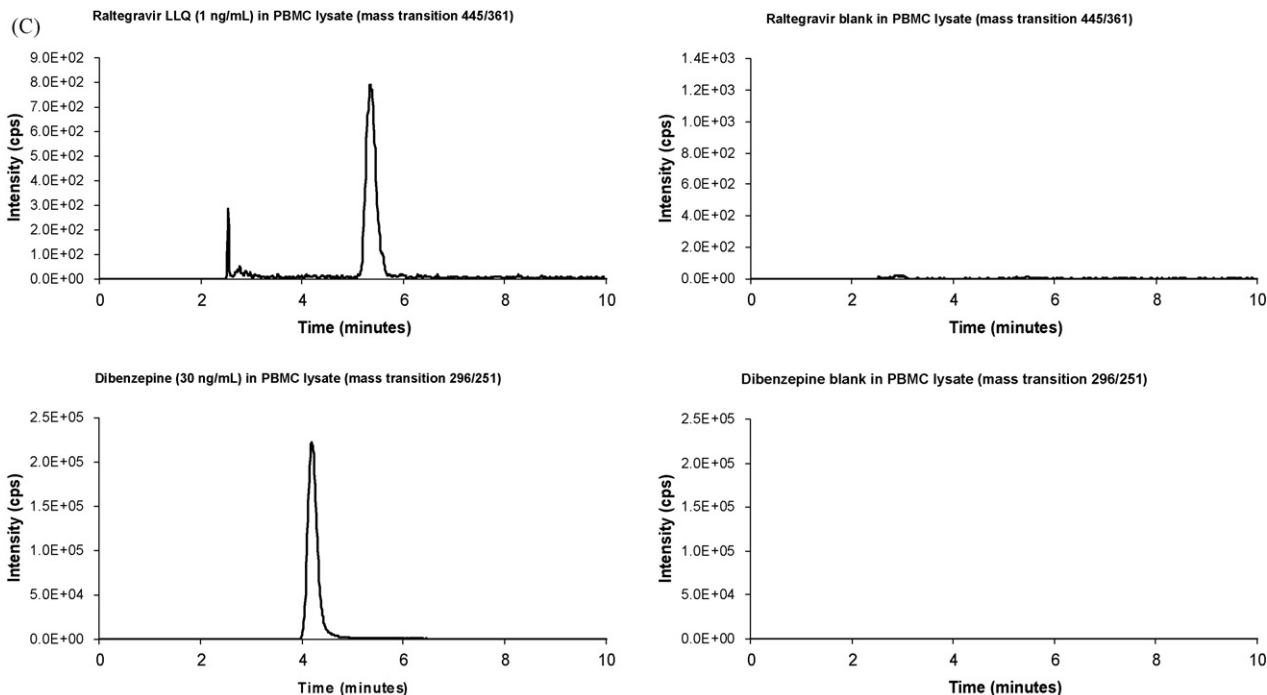 (C)
Raltegravir LLQ (1 ng/mL) in PBMC lysate (mass transition 445/361)
Intensity (cps)
9.0E+02
8.0E+02
7.0E+02
6.0E+02
5.0E+02
4.0E+02
3.0E+02
2.0E+02
1.0E+02
0.0E+00
0 2 4 6 8 10
Time (minutes)
Raltegravir blank in PBMC lysate (mass transition 445/361)
Intensity (cps)
1.4E+03
1.2E+03
1.0E+03
8.0E+02
6.0E+02
4.0E+02
2.0E+02
0.0E+00
0 2 4 6 8 10
Time (minutes)
Dibenzepine (30 ng/mL) in PBMC lysate (mass transition 296/251)
Intensity (cps)
2.5E+05
2.0E+05
1.5E+05
1.0E+05
5.0E+04
0.0E+00
0 2 4 6 8 10
Time (minutes)
Dibenzepine blank in PBMC lysate (mass transition 296/251)
Intensity (cps)
2.5E+05
2.0E+05
1.5E+05
1.0E+05
5.0E+04
0.0E+00
0 2 4 6 8 10
Time (minutes)